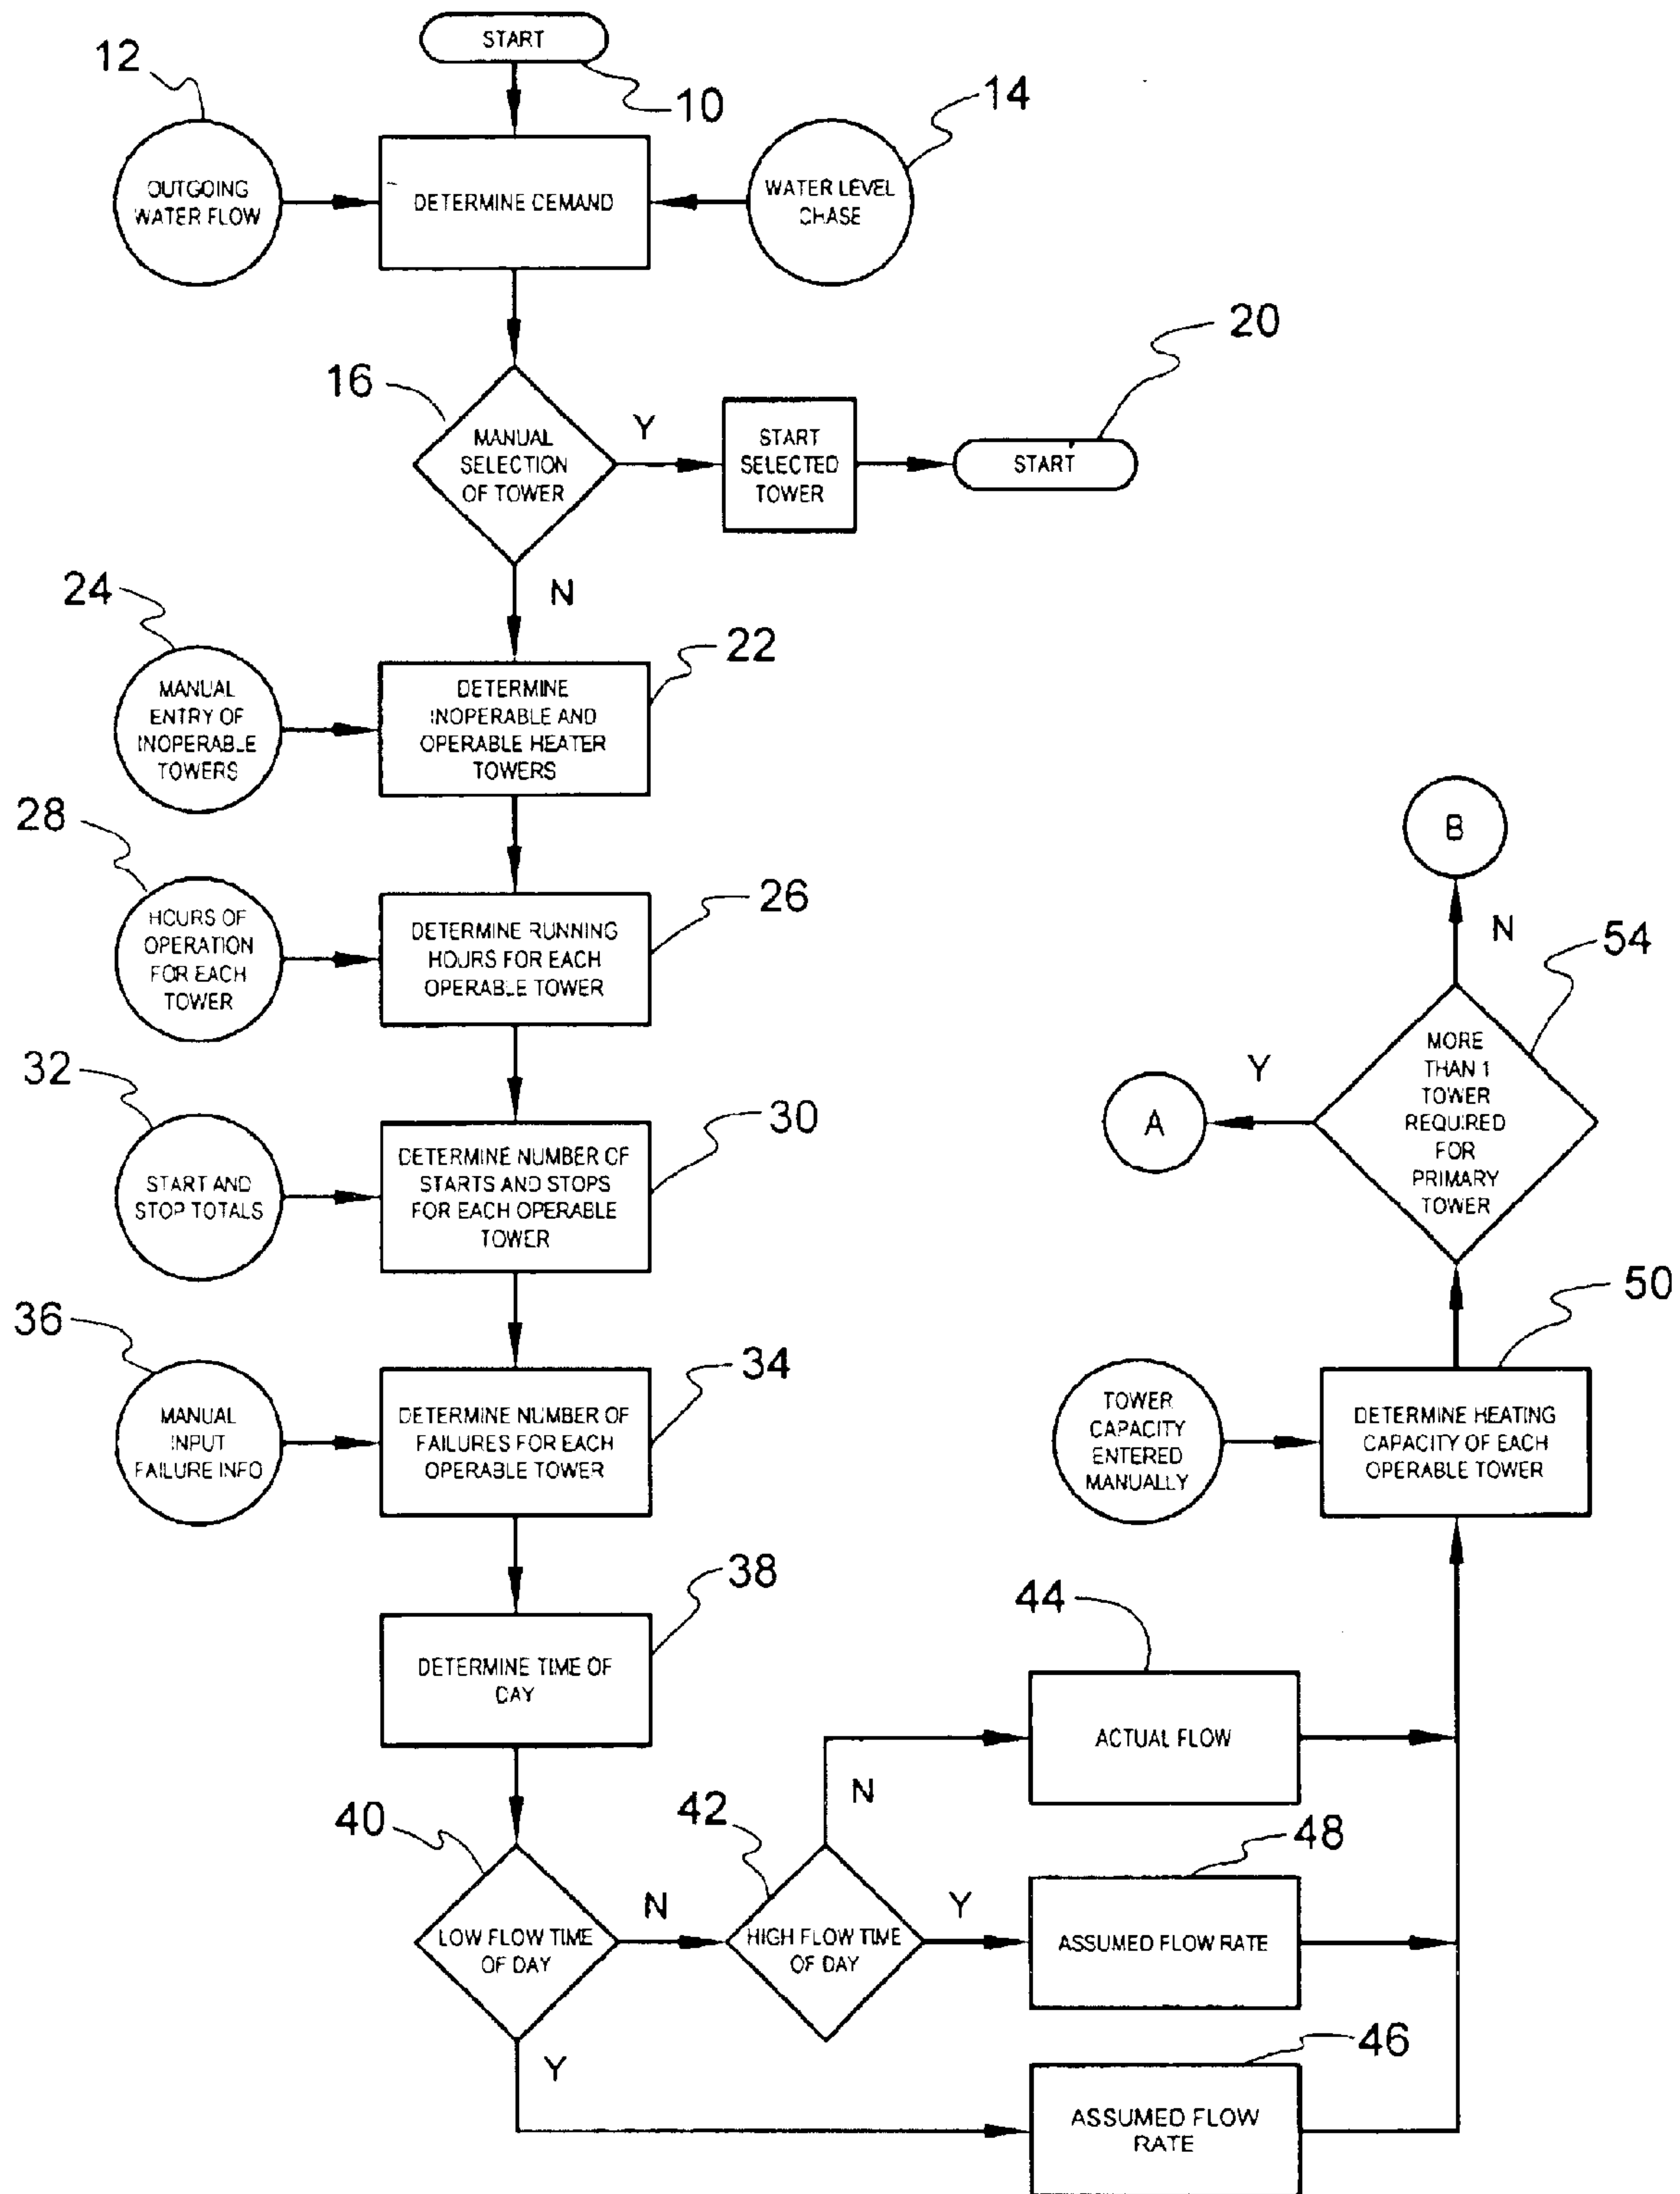 START
10
12
14
OUTGOING
WATER FLOW
DETERMINE CEMAND
WATER LEVEL
CHASE
20
16
MANUAL
SELECTION
OF TOWER
Y
START
SELECTED
TOWER
START
N
24
22
MANUAL
ENTRY OF
INOPERABLE
TOWERS
DETERMINE
INOPERABLE AND
OPERABLE HEATER
TOWERS
28
26
HOURS OF
OPERATION
FOR EACH
TOWER
DETERMINE RUNNING
HOURS FOR EACH
OPERABLE TOWER
32
30
START AND
STOP TOTALS
DETERMINE NUMBER OF
STARTS AND STOPS
FOR EACH OPERABLE
TOWER
36
34
MANUAL
INPUT
FAILURE INFO
DETERMINE NUMBER OF
FAILURES FOR EACH
OPERABLE TOWER
38
DETERMINE TIME OF
DAY
40
LOW FLOW TIME
OF DAY
N
Y
42
HIGH FLOW TIME
OF DAY
N
Y
44
ACTUAL FLOW
48
ASSUMED FLOW RATE
46
ASSUMED FLOW
RATE
50
TOWER
CAPACITY
ENTERED
MANUALLY
DETERMINE HEATING
CAPACITY OF EACH
OPERABLE TOWER
54
MORE
THAN 1
TOWER
REQUIRED
FOR
PRIMARY
TOWER
Y
A
N
B